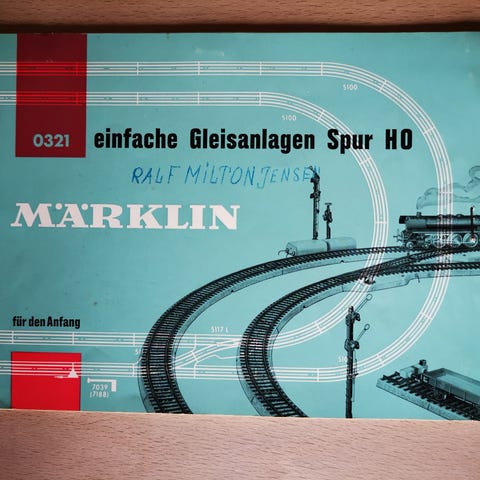 5100
5100
0321 einfache Gleisanlagen Spur HO
RALF MILTON JENSEN
MÄRKLIN
für den Anfang
5117 L
7039
(7188)